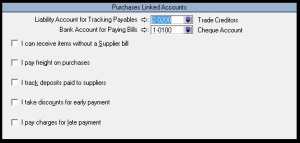 Purchases Linked Accounts
Liability Account for Tracking Payables 2-0200 Trade Creditors
Bank Account for Paying Bills 1-0100 Cheque Account
I can receive items without a Supplier bill
I pay freight on purchases
I track deposits paid to suppliers
I take discounts for early payment
I pay charges for late payment